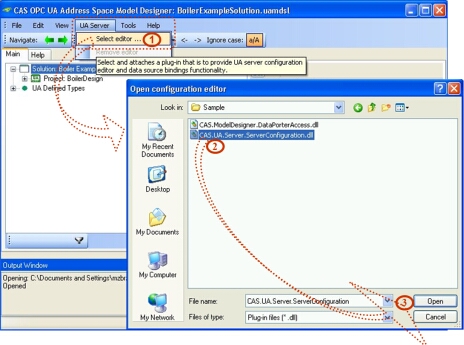 CAS OPC UA Address Space Model Designer: BoilerExampleSolution.uamdsl
File Edit View UA Server Tools Help
Navigate: <- -> Ignore case: a/A
Select editor ... 1
Remove editor
Main Help
Select and attaches a plug-in that is to provide UA server configuration
editor and data source bindings functionality.
Solution: Boiler Examp
Project: BoilerDesign
UA Defined Types
Open configuration editor
Look in: Sample
CAS.ModelDesigner.DataPorterAccess.dll
CAS.UA.Server.ServerConfiguration.dll
2
My Recent
Documents
Desktop
My Documents
My Computer
My Network
Output Window
Opening: C:\Documents and Settings\mzbr
Opened
File name: CAS.UA.Server.ServerConfiguration 3 Open
Files of type: Plug-in files (*.dll) Cancel